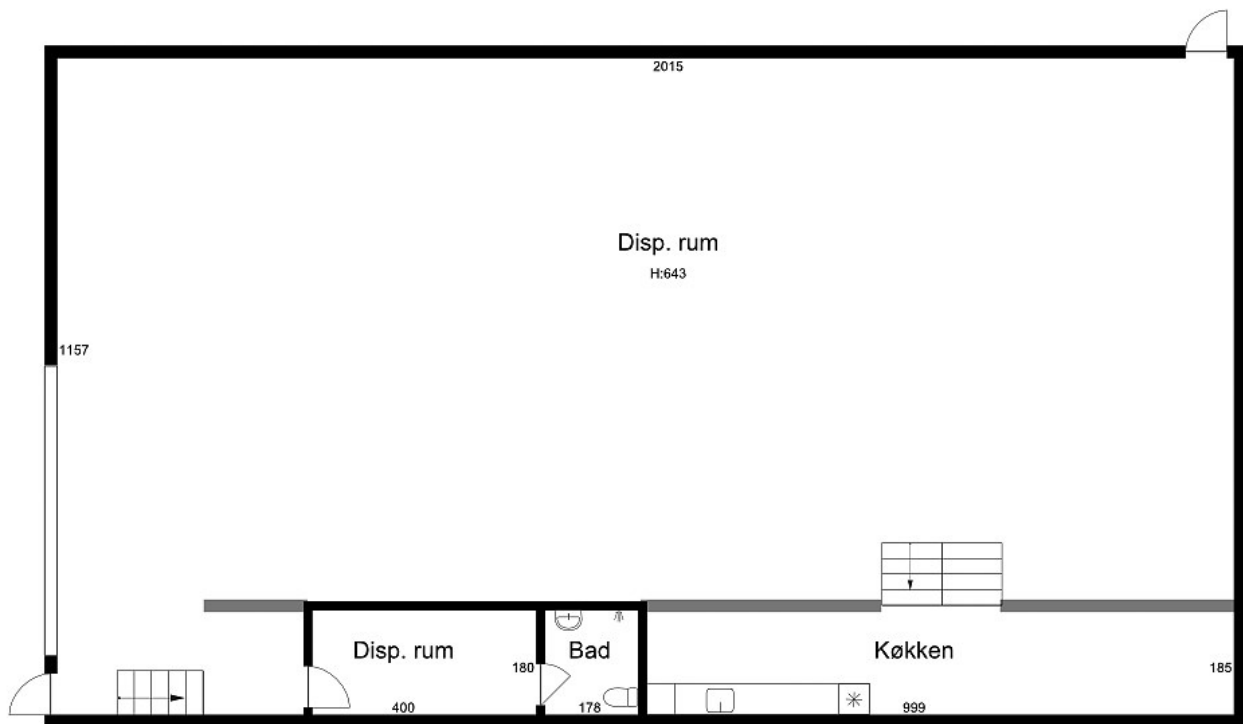 2015
Disp. rum
H:643
1157
Disp. rum
180
400
Bad
178
Køkken
185
999